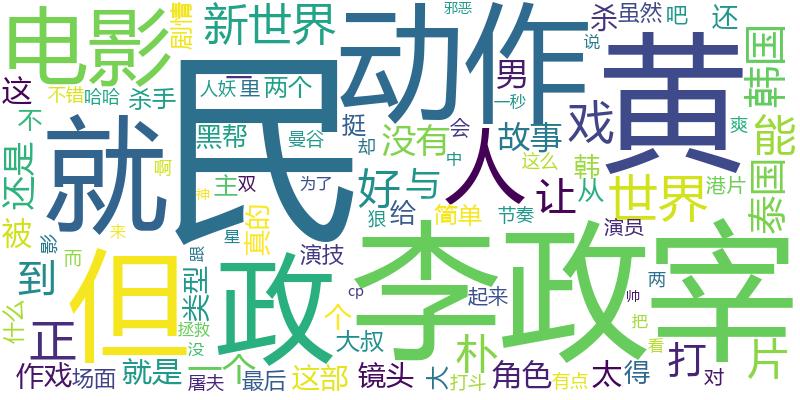 电影
剧情
新世界
动作
邪恶
杀
虽然
吧
还
说
黄
韩国
这
一
里
两个
男
不错
哈哈
杀手
人妖
一秒
不
就
民
黑帮
曼谷
挺
没有
会
故事
戏
爽
能
还是
啊
却
中
人
这么
韩
主
双
神
为了
好
与
让
从
世界
港片
泰国
被
影
来
真的
狠
给
简单
节奏
演员
到
而
星
跟
李政宰
但
政
演技
类型
cp
起来
两
帅
什么
正
拯救
没
个
大叔
朴
把
看
打
片
作戏
场面
就是
一个
屠夫
最后
这部
镜头
大
打斗
角色
有点
太
得
对